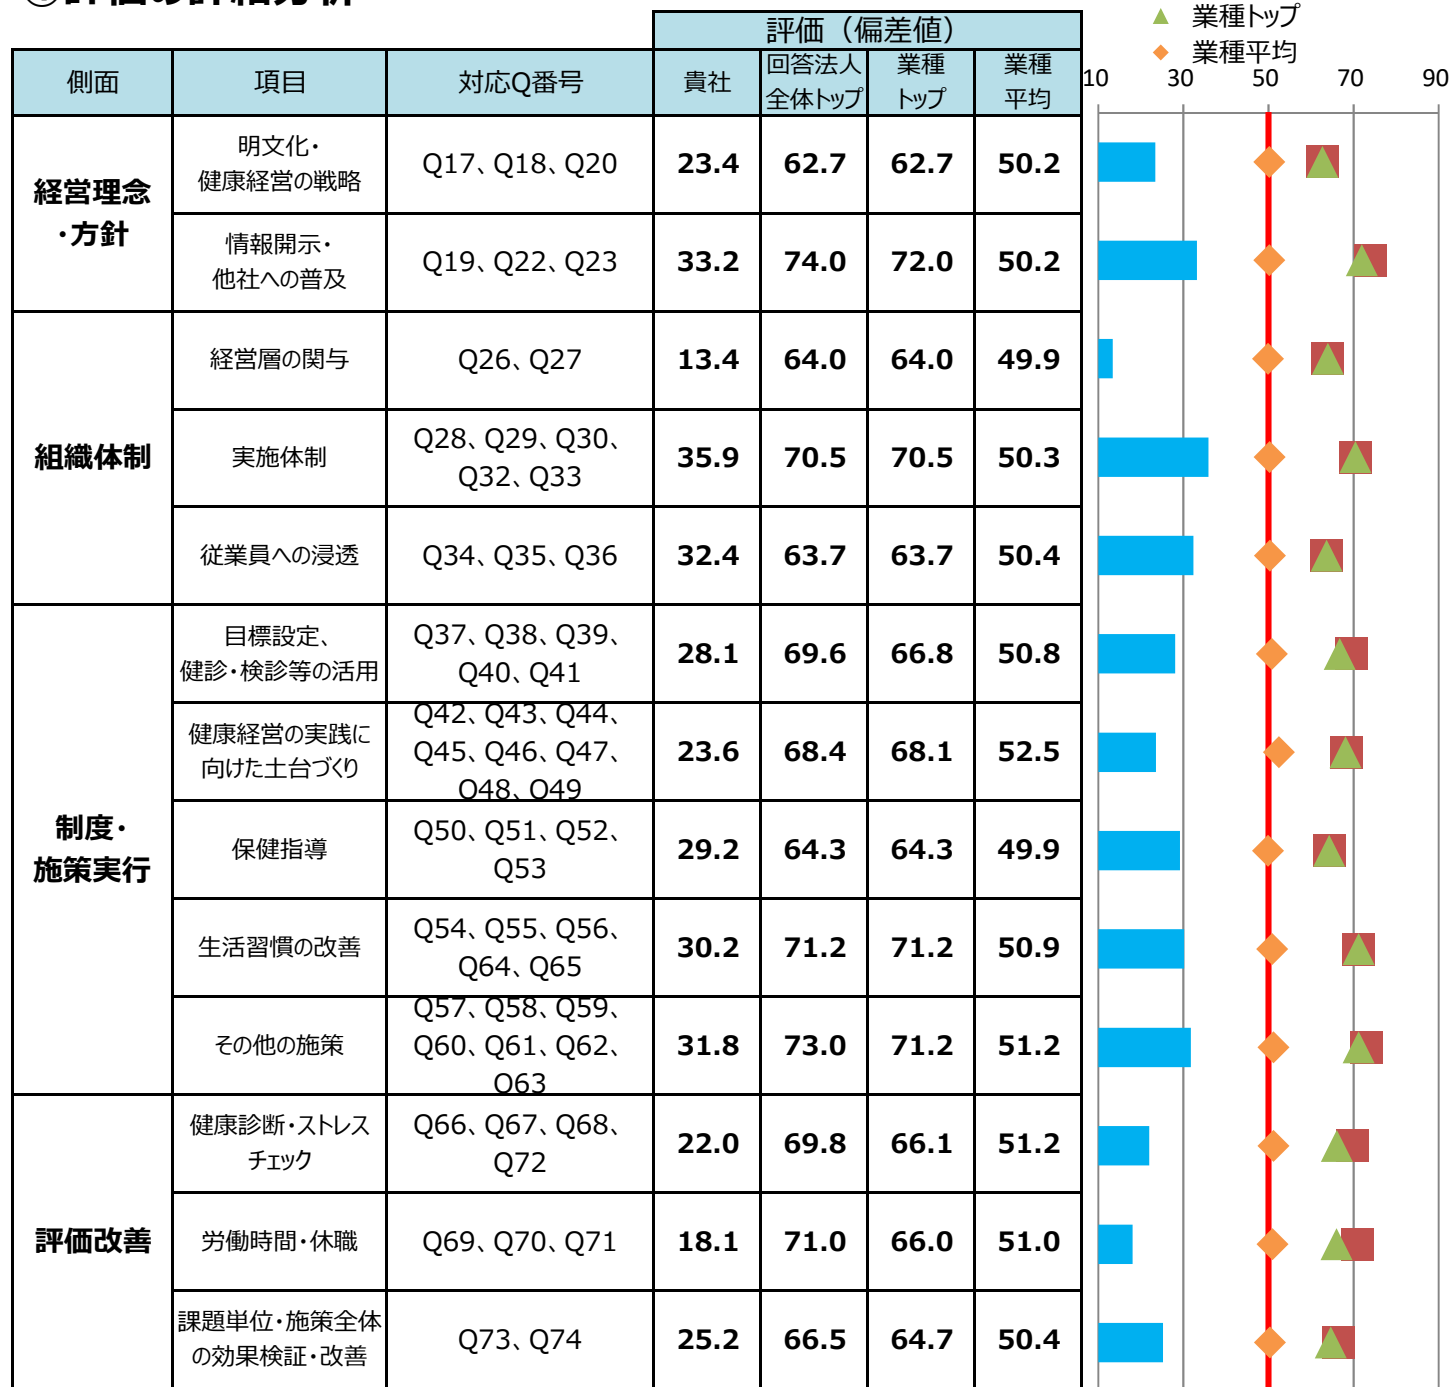 評価（偏差値）
▲ 業種トップ
◆ 業種平均
側面 項目 対応Q番号 貴社 回答法人 業種 業種
全体トップ トップ 平均
10 30 50 70 90
経営理念
・方針
明文化・
健康経営の戦略
Q17、Q18、Q20 23.4 62.7 62.7 50.2
情報開示・
他社への普及
Q19、Q22、Q23 33.2 74.0 72.0 50.2
組織体制
経営層の関与 Q26、Q27 13.4 64.0 64.0 49.9
実施体制
Q28、Q29、Q30、
Q32、Q33
35.9 70.5 70.5 50.3
従業員への浸透 Q34、Q35、Q36 32.4 63.7 63.7 50.4
制度・
施策実行
目標設定、
健診・検診等の活用
Q37、Q38、Q39、
Q40、Q41
28.1 69.6 66.8 50.8
健康経営の実践に
向けた土台づくり
Q42、Q43、Q44、
Q45、Q46、Q47、
Q48、Q49
23.6 68.4 68.1 52.5
保健指導
Q50、Q51、Q52、
Q53
29.2 64.3 64.3 49.9
生活習慣の改善
Q54、Q55、Q56、
Q64、Q65
30.2 71.2 71.2 50.9
その他の施策
Q57、Q58、Q59、
Q60、Q61、Q62、
Q63
31.8 73.0 71.2 51.2
評価改善
健康診断・ストレス
チェック
Q66、Q67、Q68、
Q72
22.0 69.8 66.1 51.2
労働時間・休職 Q69、Q70、Q71 18.1 71.0 66.0 51.0
課題単位・施策全体
の効果検証・改善
Q73、Q74 25.2 66.5 64.7 50.4